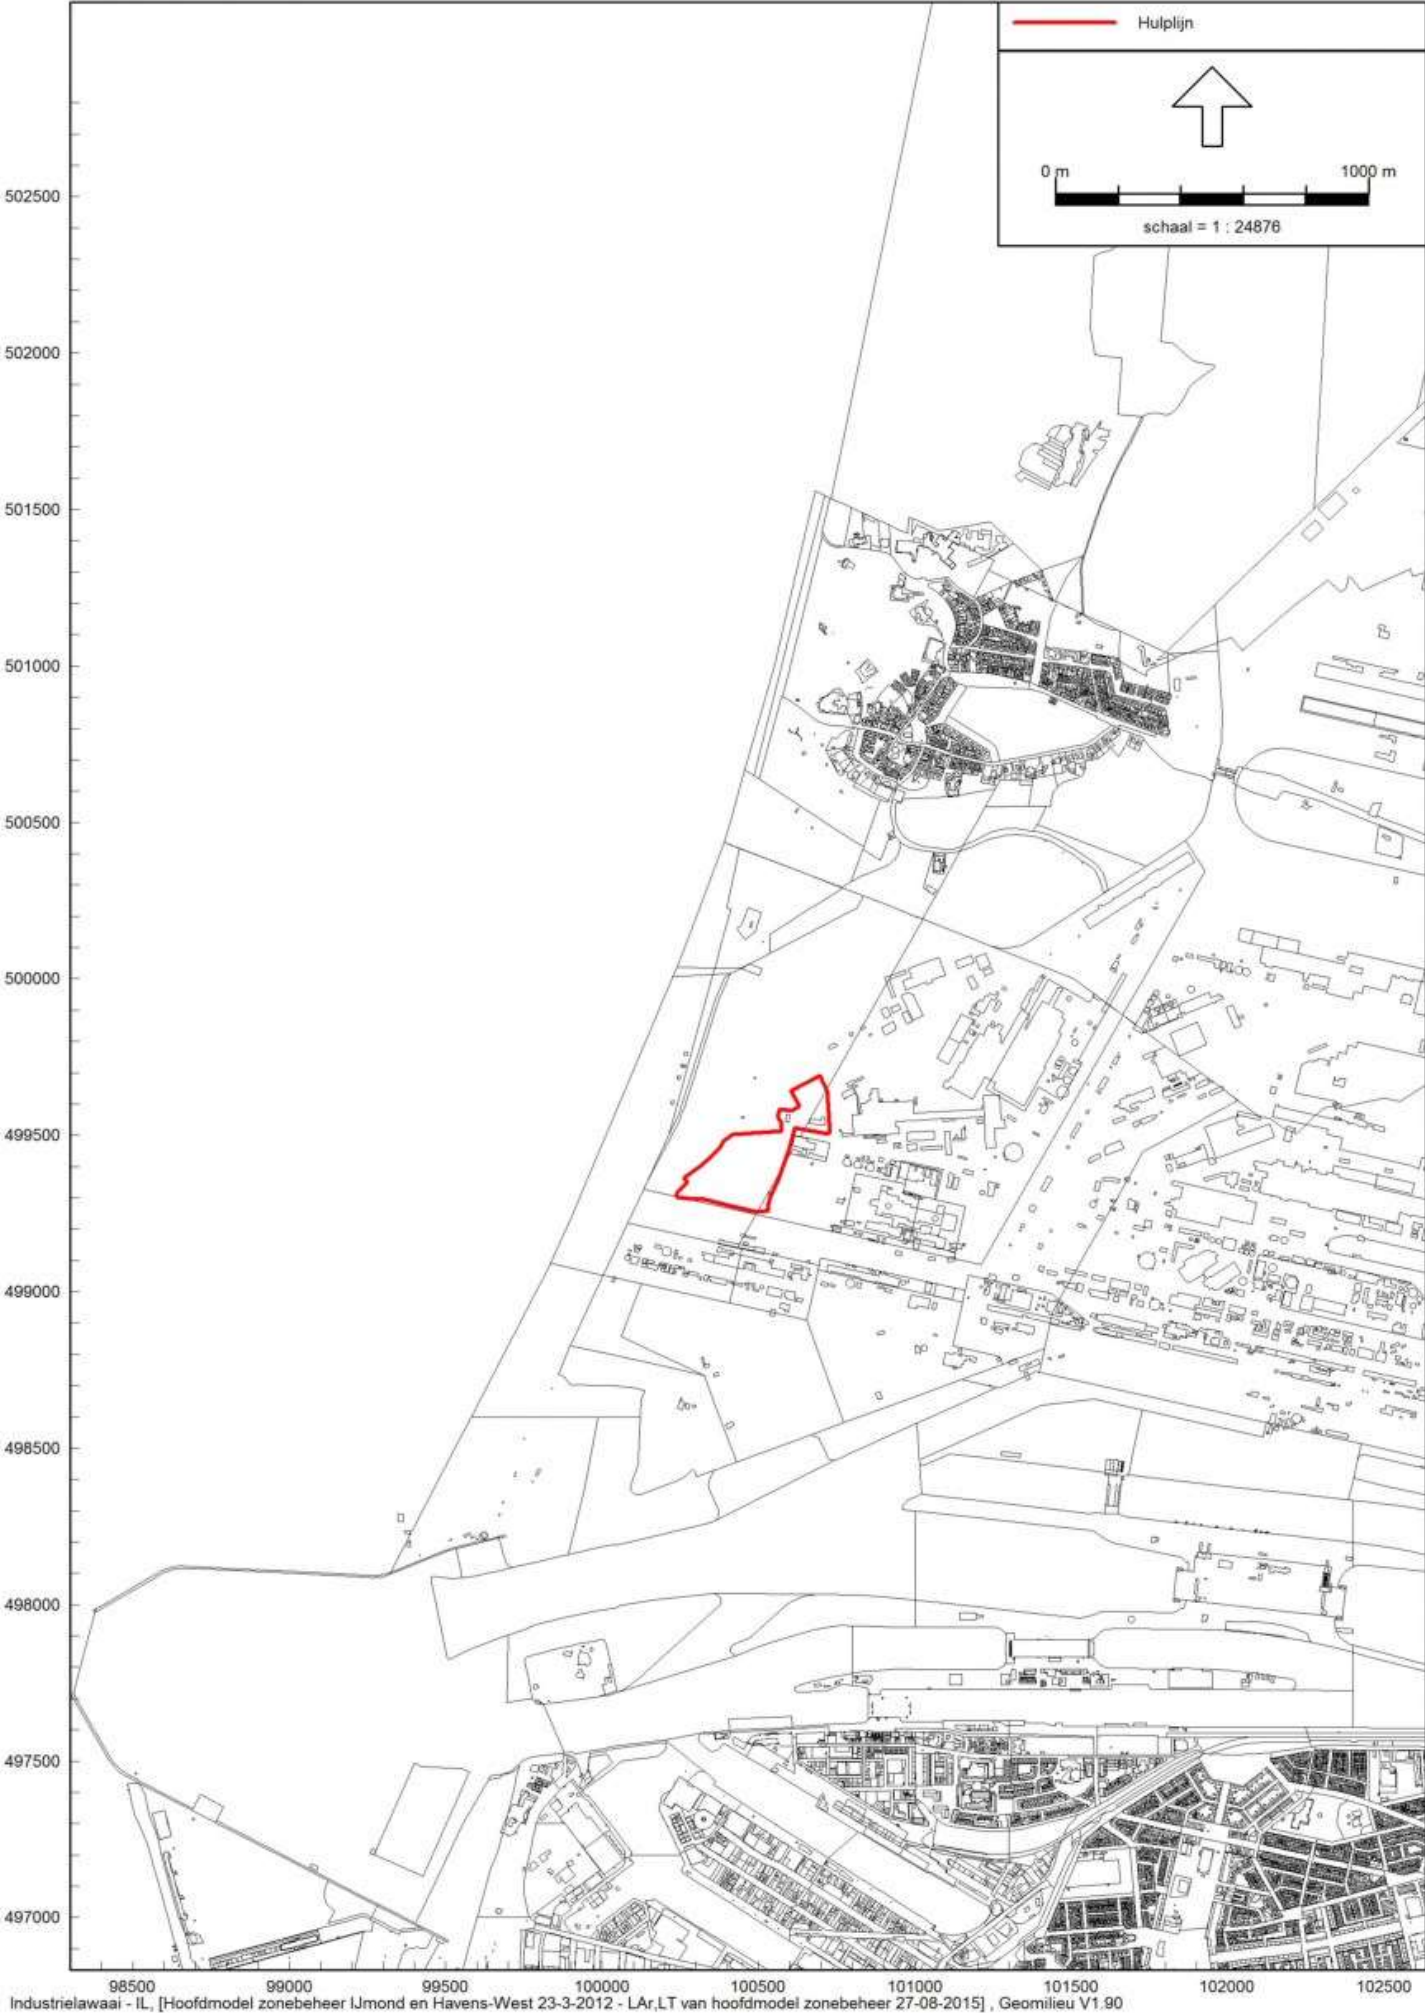 Hulplijn
0 m 1000 m
schaal = 1 : 24876
502500
502000
501500
501000
500500
500000
499500
499000
498500
498000
497500
497000
98500 99000 99500 100000 100500 101000 101500 102000 102500
Industrielawaai - IL, [Hoofdmodel zonebeheer IJmond en Havens-West 23-3-2012 - LAr,LT van hoofdmodel zonebeheer 27-08-2015] , Geomilieu V1.90